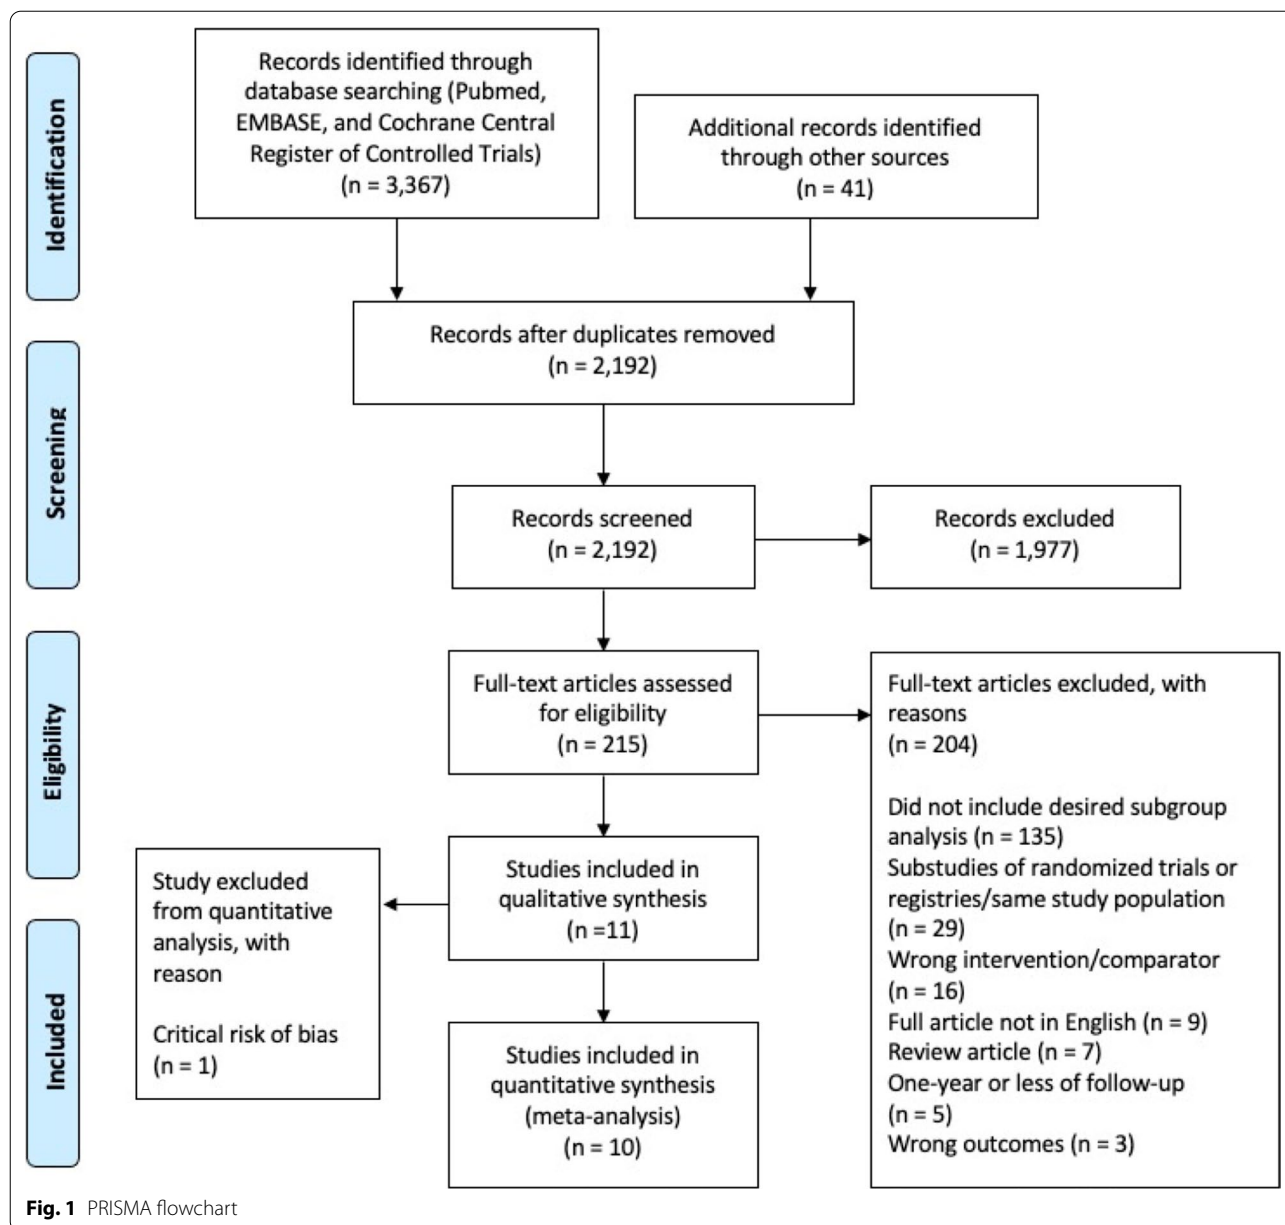 Identification
Records identified through
database searching (Pubmed,
EMBASE, and Cochrane Central
Register of Controlled Trials)
(n = 3,367)
Additional records identified
through other sources
(n = 41)
Records after duplicates removed
(n = 2,192)
Screening
Records screened
(n = 2,192)
Records excluded
(n = 1,977)
Eligibility
Full-text articles assessed
for eligibility
(n = 215)
Full-text articles excluded, with
reasons
(n = 204)
Did not include desired subgroup
analysis (n = 135)
Substudies of randomized trials or
registries/same study population
(n = 29)
Wrong intervention/comparator
(n = 16)
Full article not in English (n = 9)
Review article (n = 7)
One-year or less of follow-up
(n = 5)
Wrong outcomes (n = 3)
Studies included in
qualitative synthesis
(n =11)
Study excluded
from quantitative
analysis, with
reason
Critical risk of bias
(n = 1)
Included
Studies included in
quantitative synthesis
(meta-analysis)
(n = 10)
Fig. 1 PRISMA flowchart